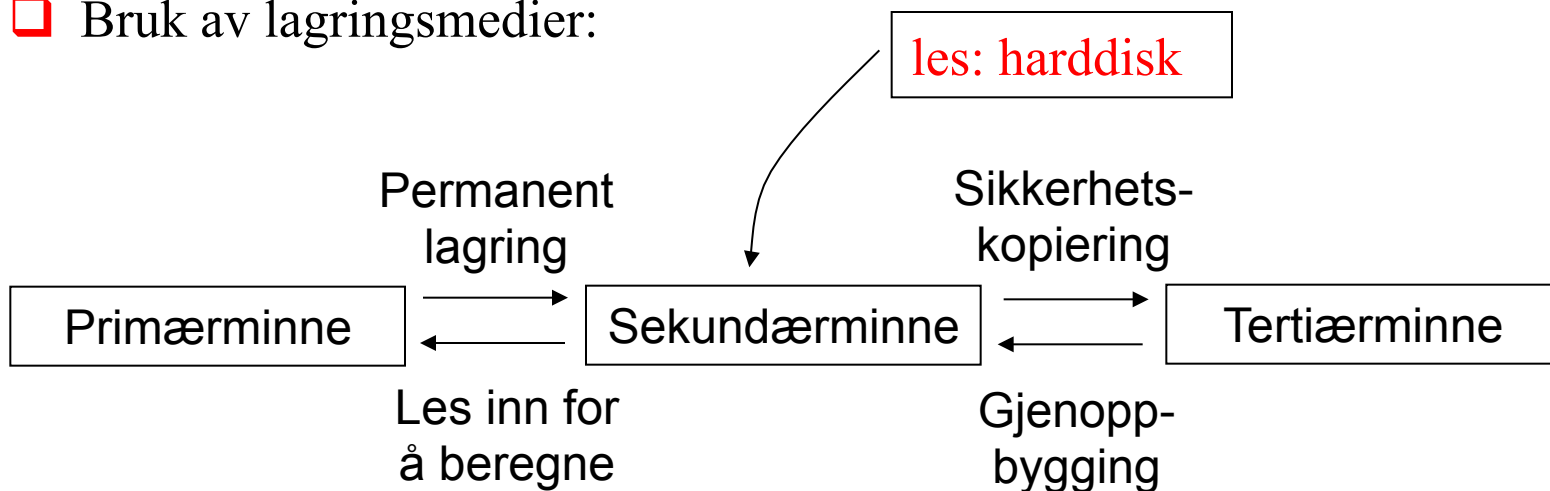 Bruk av lagringsmedier:
les: harddisk
Permanent
lagring
Sikkerhets-
kopiering
Primærminne
Sekundærminne
Tertiærminne
Les inn for
å beregne
Gjenopp-
bygging